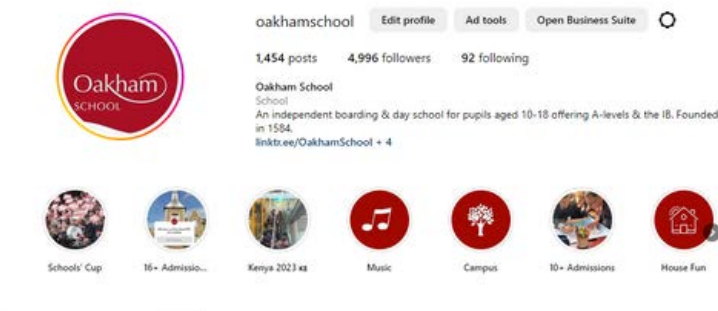 oakhamschool Edit profile Ad tools Open Business Suite
1,454 posts 4,996 followers 92 following
Oakham
SCHOOL
Oakham School
School
An independent boarding & day school for pupils aged 10-18 offering A-levels & the IB. Founded
in 1584.
linktr.ee/OakhamSchool + 4
Schools' Cup 16+ Admissio... Kenya 2023 KE Music Campus 10+ Admissions House Fun